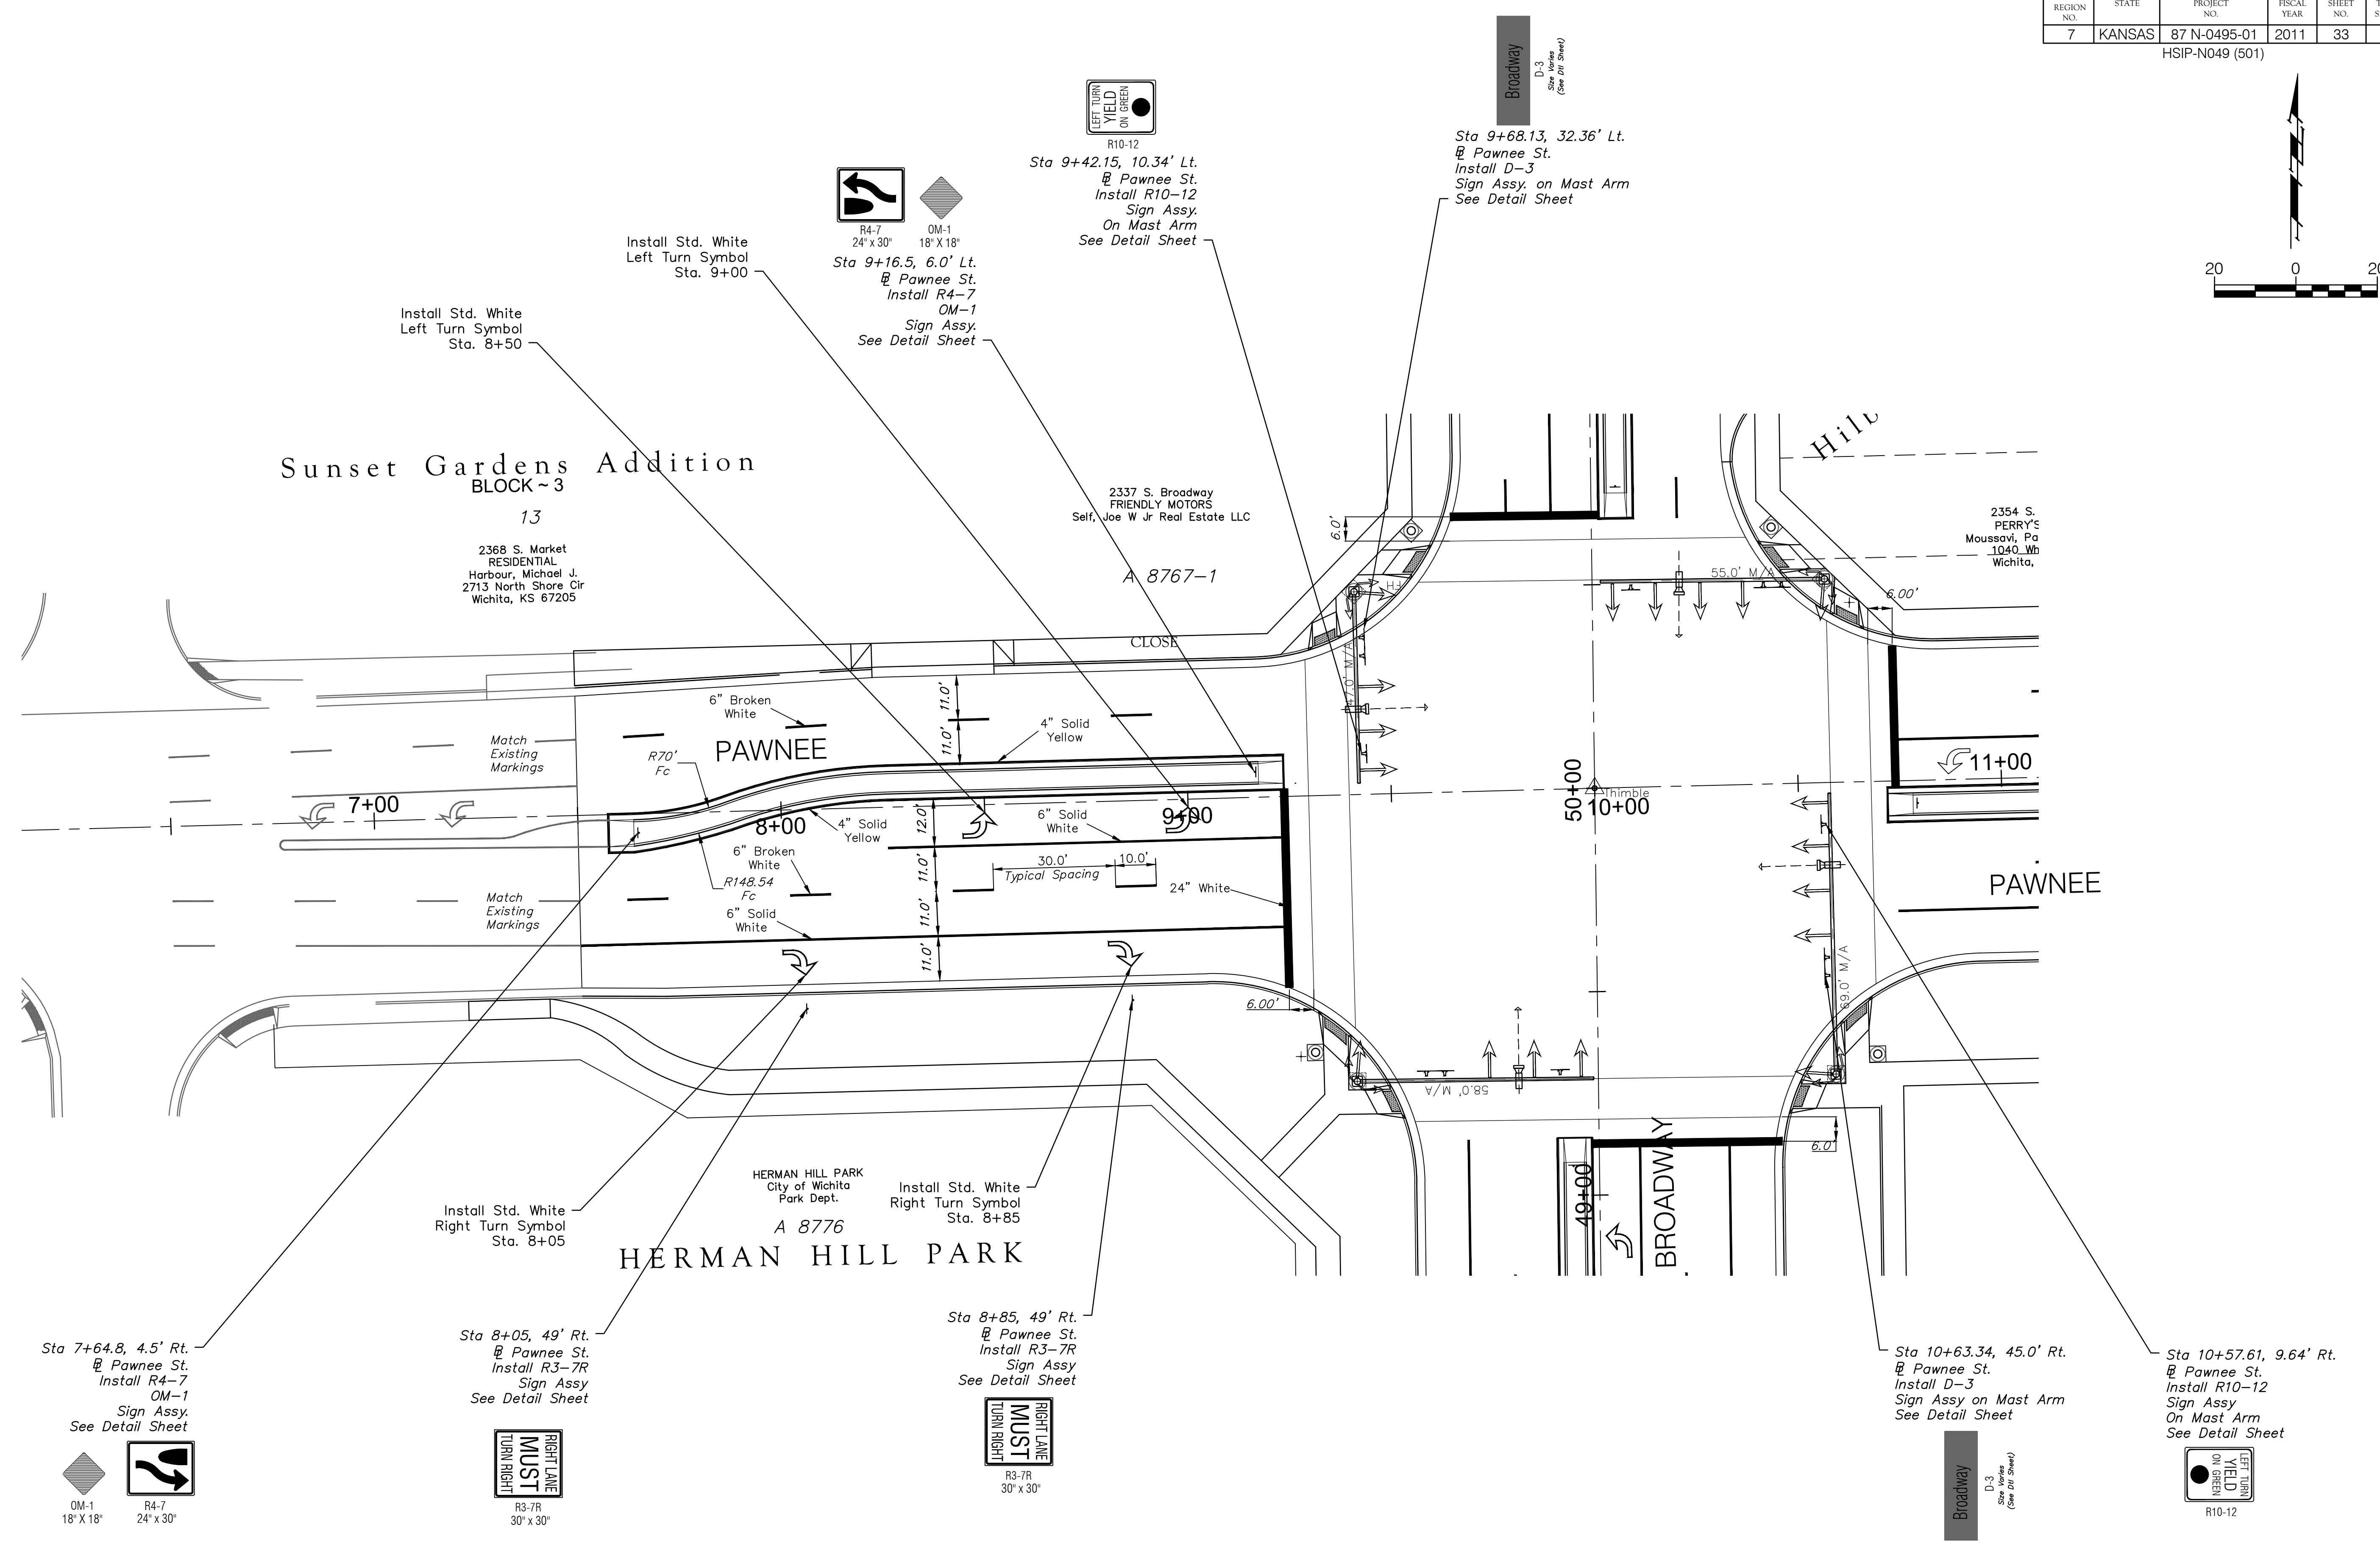 REGION NO.
STATE
PROJECT NO.
FISCAL YEAR
SHEET NO.
7 KANSAS 87 N-0495-01 2011 33
HSIP-N049 (501)
20 0
Broadway
D-3
Size Varies
(See Dtl Sheet)
Sta 9+68.13, 32.36' Lt.
℄ Pawnee St.
Install D-3
Sign Assy. on Mast Arm
See Detail Sheet
LEFT TURN
YIELD
ON GREEN
R10-12
Sta 9+42.15, 10.34' Lt.
℄ Pawnee St.
Install R10-12
Sign Assy.
On Mast Arm
See Detail Sheet
R4-7
24" x 30"
OM-1
18" X 18"
Sta 9+16.5, 6.0' Lt.
℄ Pawnee St.
Install R4-7
OM-1
Sign Assy.
See Detail Sheet
Install Std. White
Left Turn Symbol
Sta. 9+00
Install Std. White
Left Turn Symbol
Sta. 8+50
Sunset Gardens Addition
BLOCK ~ 3
13
2368 S. Market
RESIDENTIAL
Harbour, Michael J.
2713 North Shore Cir
Wichita, KS 67205
2337 S. Broadway
FRIENDLY MOTORS
Self, Joe W Jr Real Estate LLC
A 8767-1
CLOSE
6.0'
FH
47.0' M/A
55.0' M/A
6.00'
Hilb
2354 S.
PERRY'S
Moussavi, Pa
1040 Wh
Wichita,
Match
Existing
Markings
6" Broken
White
PAWNEE
R70'
Fc
11.0'
11.0'
4" Solid
Yellow
7+00
8+00
9+00
50+00
Thimble
10+00
11+00
4" Solid
Yellow
12.0'
6" Solid
White
6" Broken
White
11.0'
30.0'
10.0'
Typical Spacing
R148.54
Fc
24" White
PAWNEE
Match
Existing
Markings
6" Solid
White
11.0'
11.0'
6.00'
69.0' M/A
58.0' M/A
6.0'
49+00
BROADWAY
HERMAN HILL PARK
City of Wichita
Park Dept.
A 8776
HERMAN HILL PARK
Install Std. White
Right Turn Symbol
Sta. 8+85
Install Std. White
Right Turn Symbol
Sta. 8+05
Sta 7+64.8, 4.5' Rt.
℄ Pawnee St.
Install R4-7
OM-1
Sign Assy.
See Detail Sheet
OM-1
18" X 18"
R4-7
24" x 30"
Sta 8+05, 49' Rt.
℄ Pawnee St.
Install R3-7R
Sign Assy
See Detail Sheet
RIGHT LANE
MUST
TURN RIGHT
R3-7R
30" x 30"
Sta 8+85, 49' Rt.
℄ Pawnee St.
Install R3-7R
Sign Assy
See Detail Sheet
RIGHT LANE
MUST
TURN RIGHT
R3-7R
30" x 30"
Sta 10+63.34, 45.0' Rt.
℄ Pawnee St.
Install D-3
Sign Assy on Mast Arm
See Detail Sheet
Broadway
D-3
Size Varies
(See Dtl Sheet)
Sta 10+57.61, 9.64' Rt.
℄ Pawnee St.
Install R10-12
Sign Assy
On Mast Arm
See Detail Sheet
LEFT TURN
YIELD
ON GREEN
R10-12